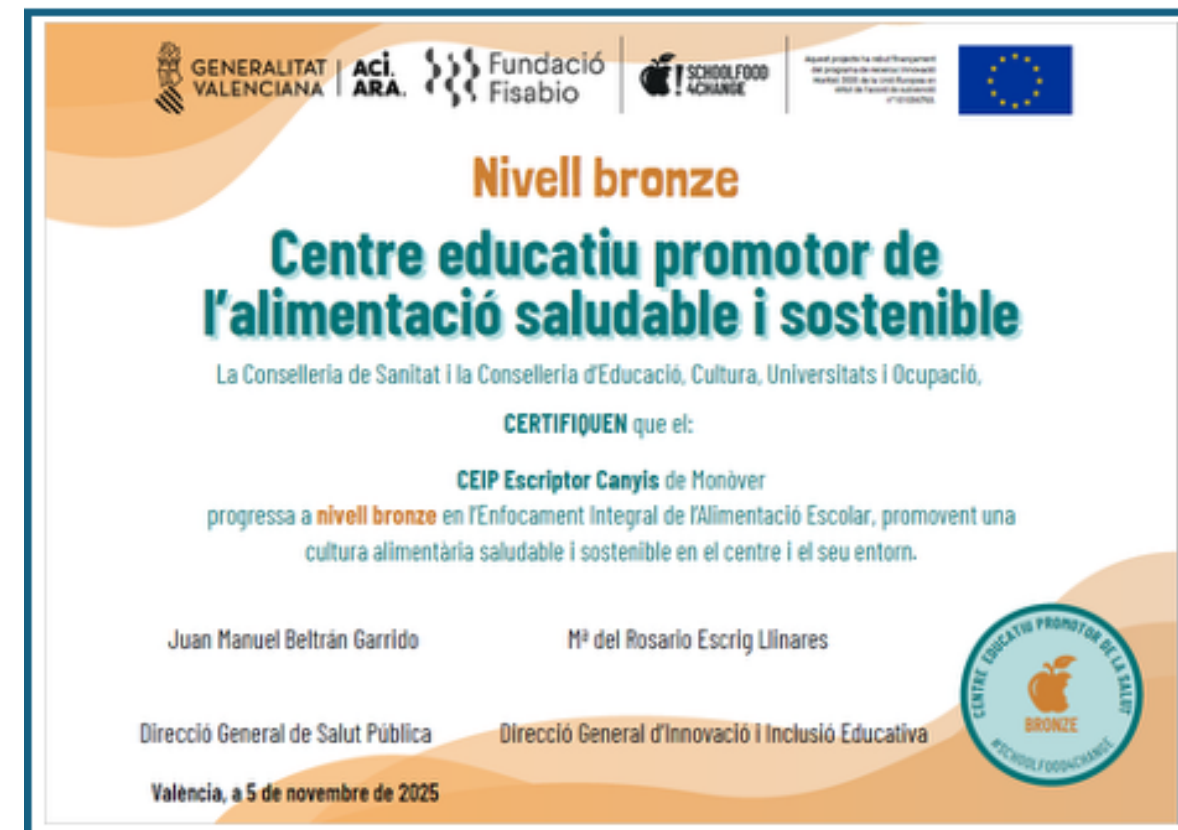 GENERALITAT
VALENCIANA
ACÍ.
ARA.
Fundació
Fisabio
SCHOOLFOOD
4CHANGE
Nivell bronze
Centre educatiu promotor de
l'alimentació saludable i sostenible
La Conselleria de Sanitat i la Conselleria d'Educació, Cultura, Universitats i Ocupació,
CERTIFIQUEN que el:
CEIP Escriptor Canyis de Monòver
progressa a nivell bronze en l'Enfocament Integral de l'Alimentació Escolar, promovent una
cultura alimentària saludable i sostenible en el centre i el seu entorn.
Juan Manuel Beltrán Garrido
Mª del Rosario Escrig Llinares
Direcció General de Salut Pública
Direcció General d'Innovació i Inclusió Educativa
València, a 5 de novembre de 2025
CENTRE EDUCATIU PROMOTOR DE LA SALUT
BRONZE
#SCHOOLFOOD4CHANGE